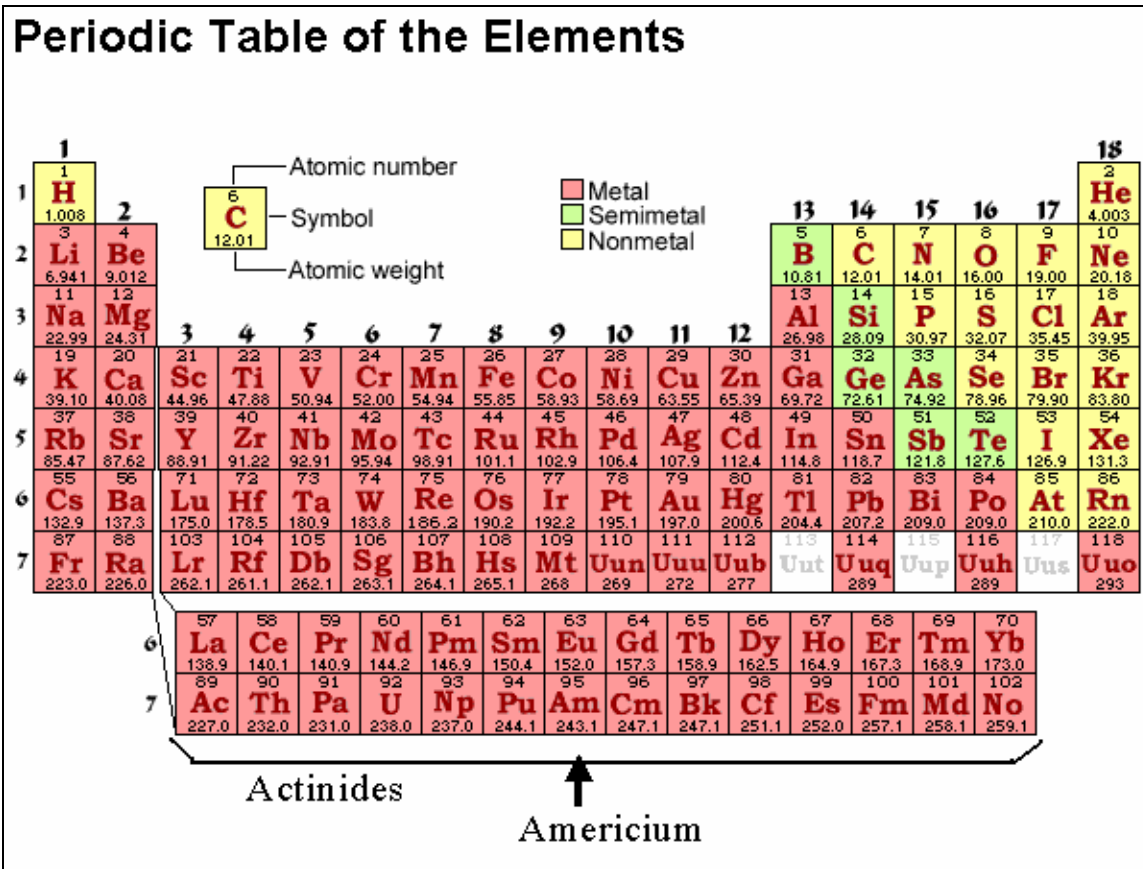 Periodic Table of the Elements
1 18
1 2
1 H Atomic number He
1.008 2 6 C Symbol Metal 13 14 15 16 17 4.003
12.01 Semimetal
Atomic weight Nonmetal
3 4 5 6 7 8 9 10
2 Li Be B C N O F Ne
6.941 9.012 10.81 12.01 14.01 16.00 19.00 20.18
11 12 13 14 15 16 17 18
3 Na Mg Al Si P S Cl Ar
22.99 24.31 3 4 5 6 7 8 9 10 11 12 26.98 28.09 30.97 32.07 35.45 39.95
19 20 21 22 23 24 25 26 27 28 29 30 31 32 33 34 35 36
4 K Ca Sc Ti V Cr Mn Fe Co Ni Cu Zn Ga Ge As Se Br Kr
39.10 40.08 44.96 47.88 50.94 52.00 54.94 55.85 58.93 58.69 63.55 65.39 69.72 72.61 74.92 78.96 79.90 83.80
37 38 39 40 41 42 43 44 45 46 47 48 49 50 51 52 53 54
5 Rb Sr Y Zr Nb Mo Tc Ru Rh Pd Ag Cd In Sn Sb Te I Xe
85.47 87.62 88.91 91.22 92.91 95.94 98.91 101.1 102.9 106.4 107.9 112.4 114.8 118.7 121.8 127.6 126.9 131.3
55 56 71 72 73 74 75 76 77 78 79 80 81 82 83 84 85 86
6 Cs Ba Lu Hf Ta W Re Os Ir Pt Au Hg Tl Pb Bi Po At Rn
132.9 137.3 175.0 178.5 180.9 183.8 186.2 190.2 192.2 195.1 197.0 200.6 204.4 207.2 209.0 209.0 210.0 222.0
87 88 103 104 105 106 107 108 109 110 111 112 113 114 115 116 117 118
7 Fr Ra Lr Rf Db Sg Bh Hs Mt Uun Uuu Uub Uut Uuq Uup Uuh Uus Uuo
223.0 226.0 262.1 261.1 262.1 263.1 264.1 265.1 268 269 272 277 289 289 293
57 58 59 60 61 62 63 64 65 66 67 68 69 70
6 La Ce Pr Nd Pm Sm Eu Gd Tb Dy Ho Er Tm Yb
138.9 140.1 140.9 144.2 146.9 150.4 152.0 157.3 158.9 162.5 164.9 167.3 168.9 173.0
89 90 91 92 93 94 95 96 97 98 99 100 101 102
7 Ac Th Pa U Np Pu Am Cm Bk Cf Es Fm Md No
227.0 232.0 231.0 238.0 237.0 244.1 243.1 247.1 247.1 251.1 252.0 257.1 258.1 259.1
Actinides
Americium